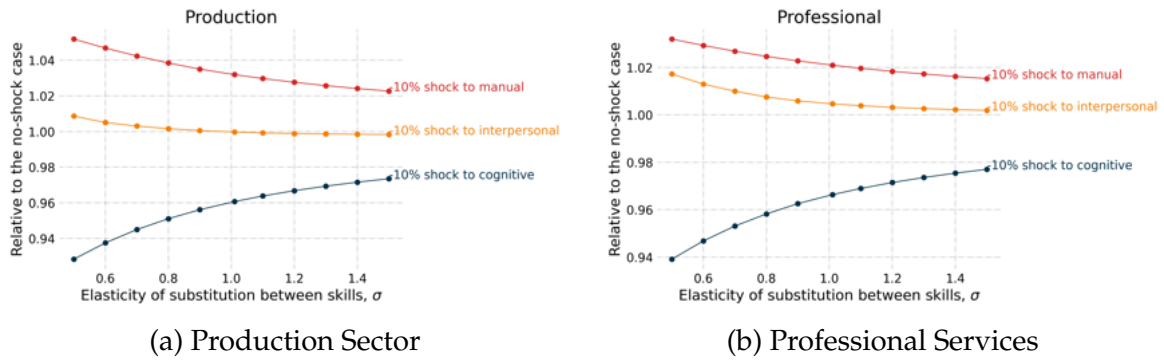 Production
Relative to the no-shock case
1.04
1.02
1.00
0.98
0.96
0.94
0.6
0.8
1.0
1.2
1.4
Elasticity of substitution between skills, σ
-10% shock to manual
-10% shock to interpersonal
-10% shock to cognitive
(a) Production Sector
Professional
Relative to the no-shock case
1.02
1.00
0.98
0.96
0.94
0.6
0.8
1.0
1.2
1.4
Elasticity of substitution between skills, σ
-10% shock to manual
-10% shock to interpersonal
-10% shock to cognitive
(b) Professional Services